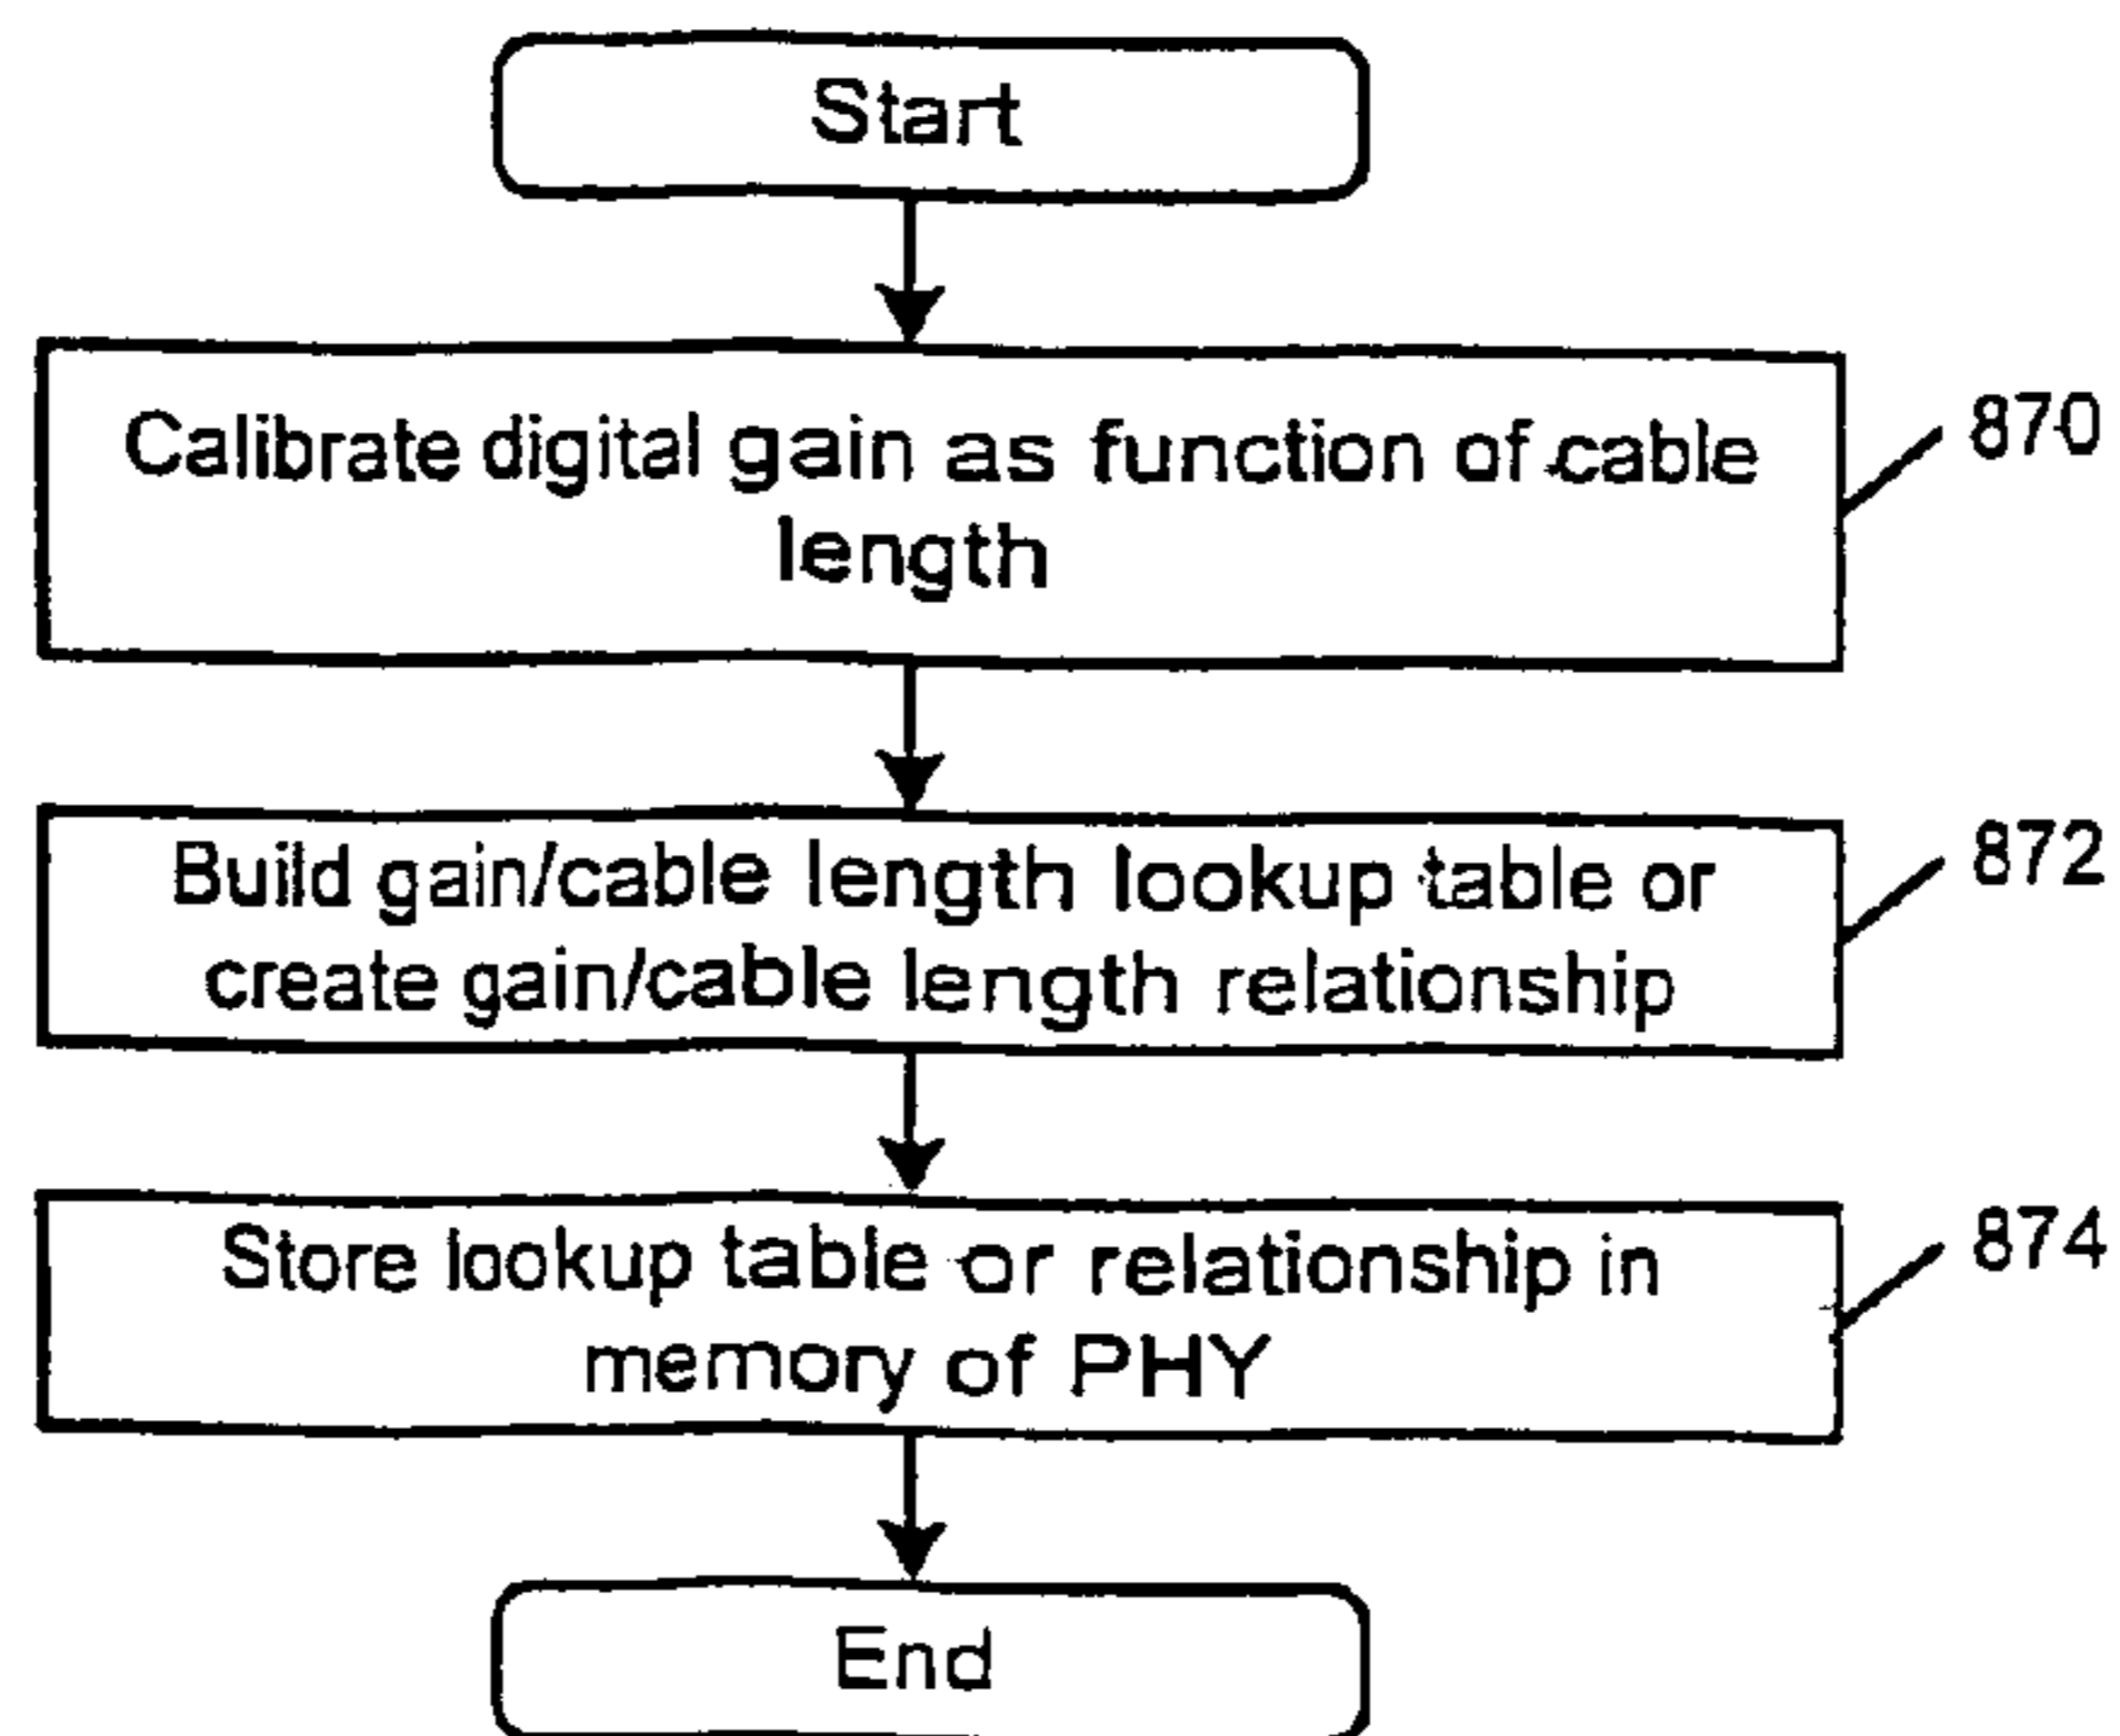 Start
Calibrate digital gain as function of cable
length
870
Build gain/cable length lookup table or
create gain/cable length relationship
872
Store lookup table or relationship in
memory of PHY
874
End